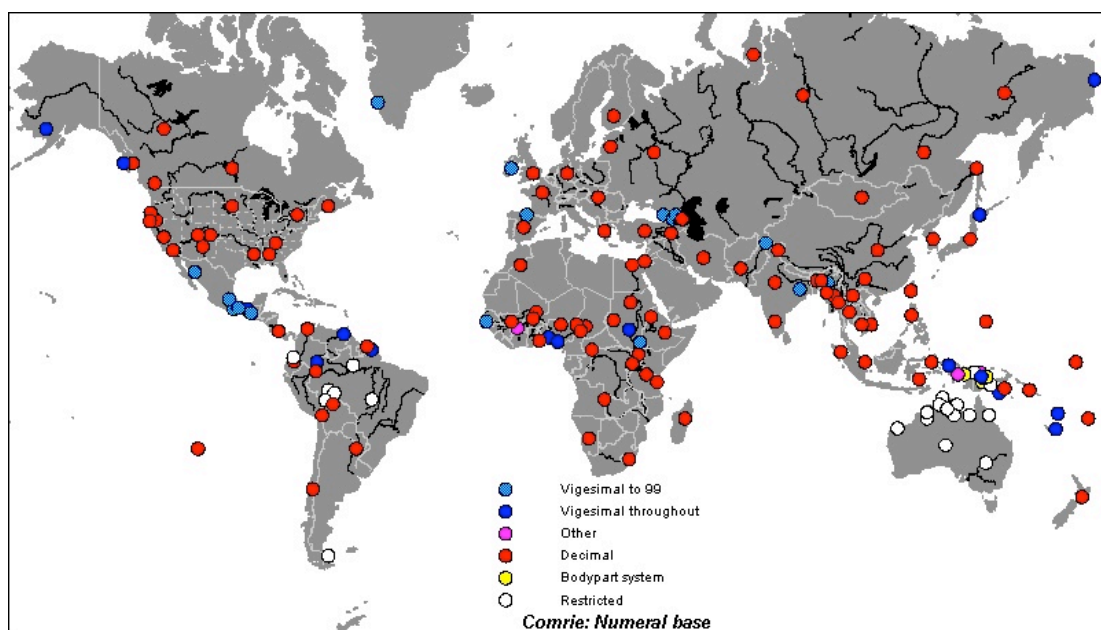 Vigesimal to 99
Vigesimal throughout
Other
Decimal
Bodypart system
Restricted
Comrie: Numeral base